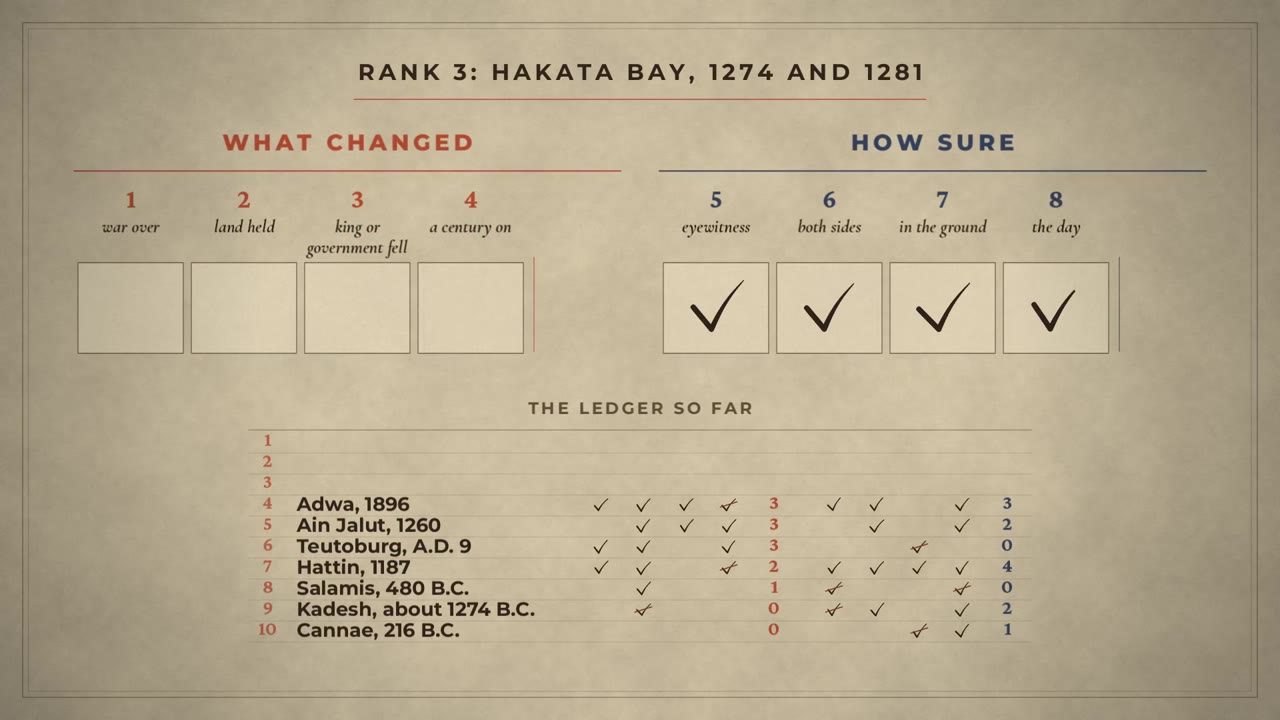 RANK 3: HAKATA BAY, 1274 AND 1281
WHAT CHANGED
HOW SURE
1 2 3 4 5 6 7 8
war over land held king or a century on eyewitness both sides in the ground the day
government fell
✓ ✓ ✓ ✓
THE LEDGER SO FAR
1
2
3
4 Adwa, 1896 ✓ ✓ ✓ ✓ 3 ✓ ✓ ✓ 3
5 Ain Jalut, 1260 ✓ ✓ ✓ 3 ✓ ✓ 2
6 Teutoburg, A.D. 9 ✓ ✓ ✓ 3 ✓ 0
7 Hattin, 1187 ✓ ✓ ✓ 2 ✓ ✓ ✓ ✓ 4
8 Salamis, 480 B.C. ✓ 1 ✓ ✓ 0
9 Kadesh, about 1274 B.C. ✓ 0 ✓ ✓ ✓ 2
10 Cannae, 216 B.C. 0 ✓ ✓ 1